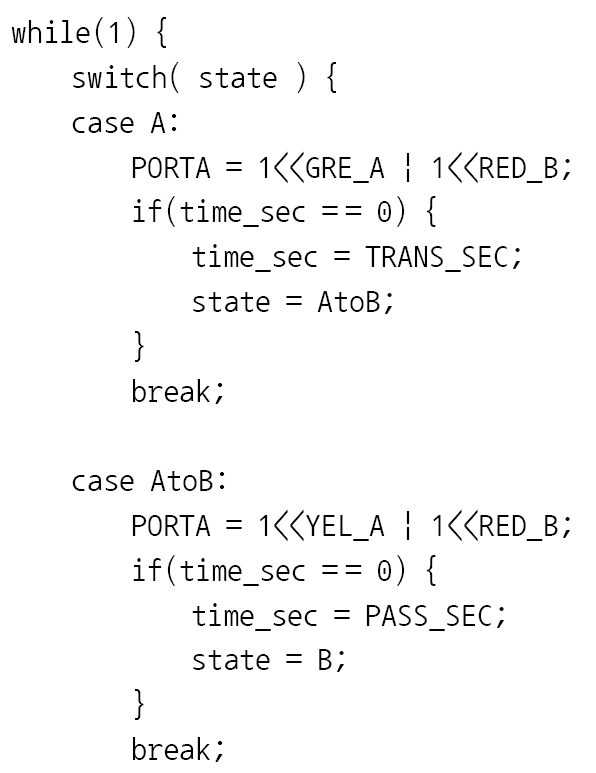 while(1) {
switch( state ) {
case A:
PORTA = 1<<GRE_A ¦ 1<<RED_B;
if(time_sec == 0) {
time_sec = TRANS_SEC;
state = AtoB;
}
break;
case AtoB:
PORTA = 1<<YEL_A ¦ 1<<RED_B;
if(time_sec == 0) {
time_sec = PASS_SEC;
state = B;
}
break;